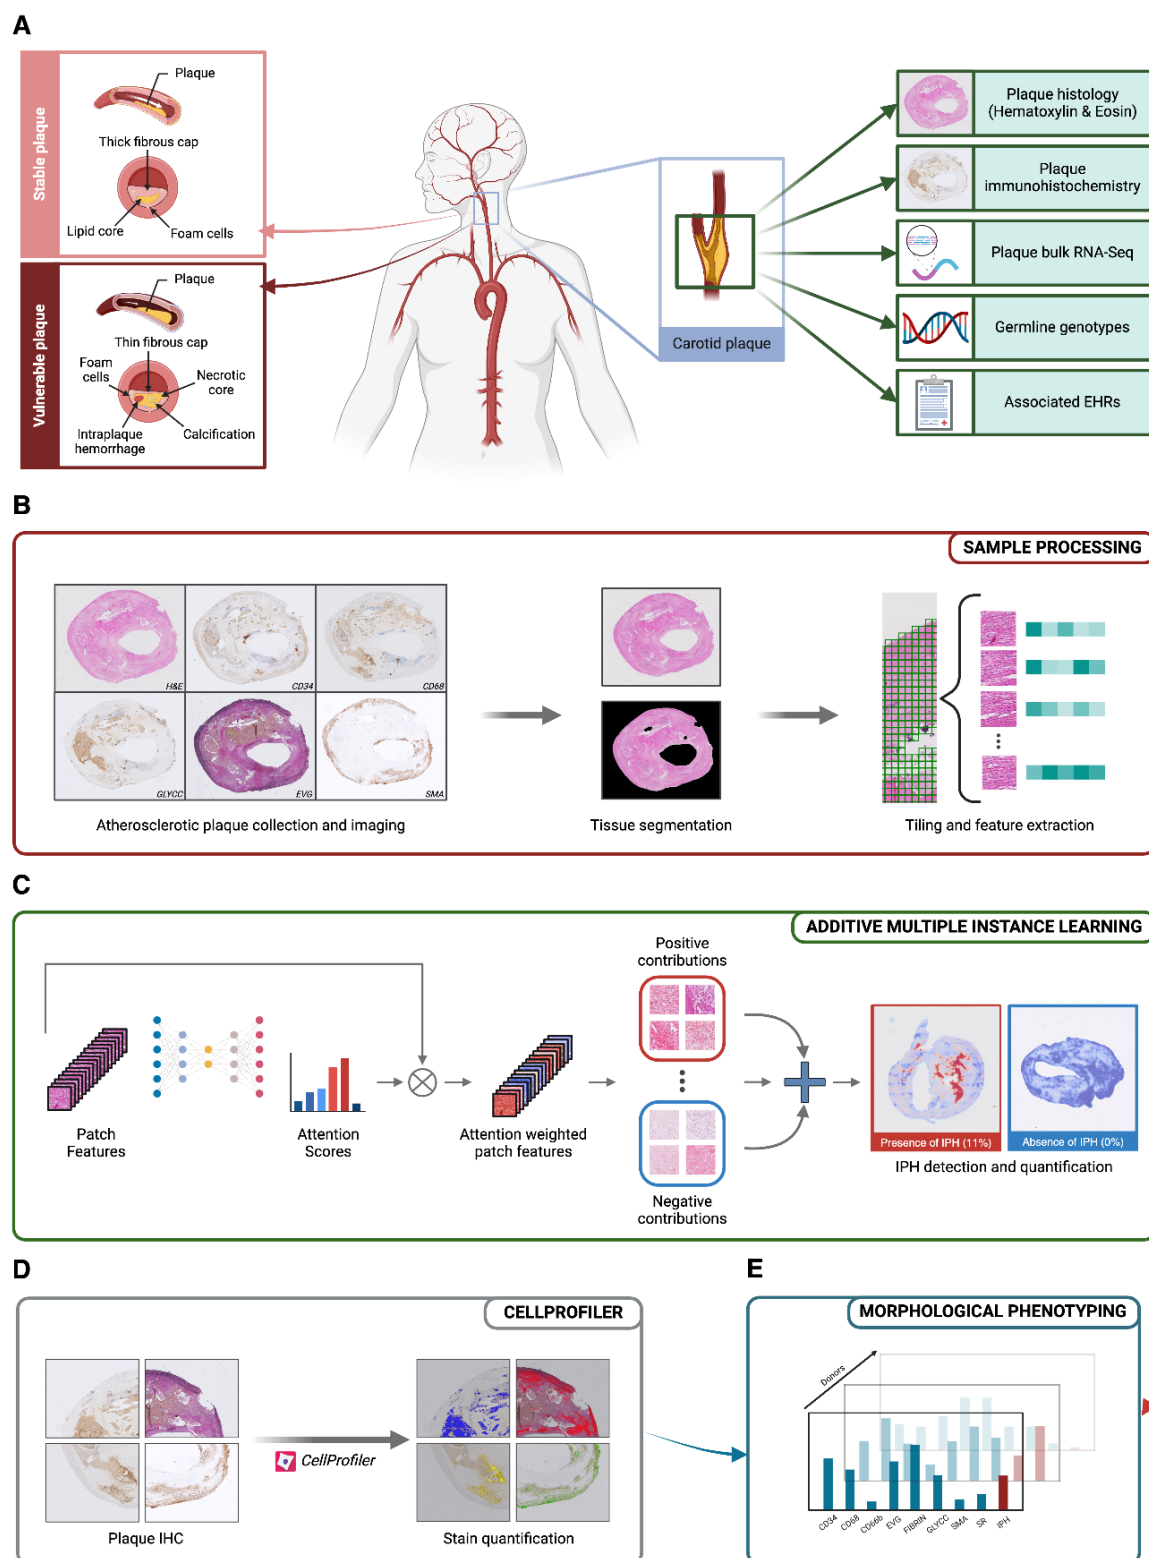 A
Stable plaque
Plaque
Thick fibrous cap
Lipid core
Foam cells
Vulnerable plaque
Plaque
Thin fibrous cap
Foam
cells
Necrotic
core
Intraplaque
hemorrhage
Calcification
Carotid plaque
Plaque histology
(Hematoxylin & Eosin)
Plaque
immunohistochemistry
Plaque bulk RNA-Seq
Germline genotypes
Associated EHRs
B
SAMPLE PROCESSING
H&E
CD34
CD68
GLYCC
EVG
SMA
Atherosclerotic plaque collection and imaging
Tissue segmentation
Tiling and feature extraction
C
ADDITIVE MULTIPLE INSTANCE LEARNING
Patch
Features
Attention
Scores
Attention weighted
patch features
Positive
contributions
Negative
contributions
Presence of IPH (11%)
Absence of IPH (0%)
IPH detection and quantification
D
CELLPROFILER
Plaque IHC
CellProfiler
Stain quantification
E
MORPHOLOGICAL PHENOTYPING
Donors
CD34
CD68
CD66b
EVG
FIBRIN
GLYCC
SMA
SR
IPH